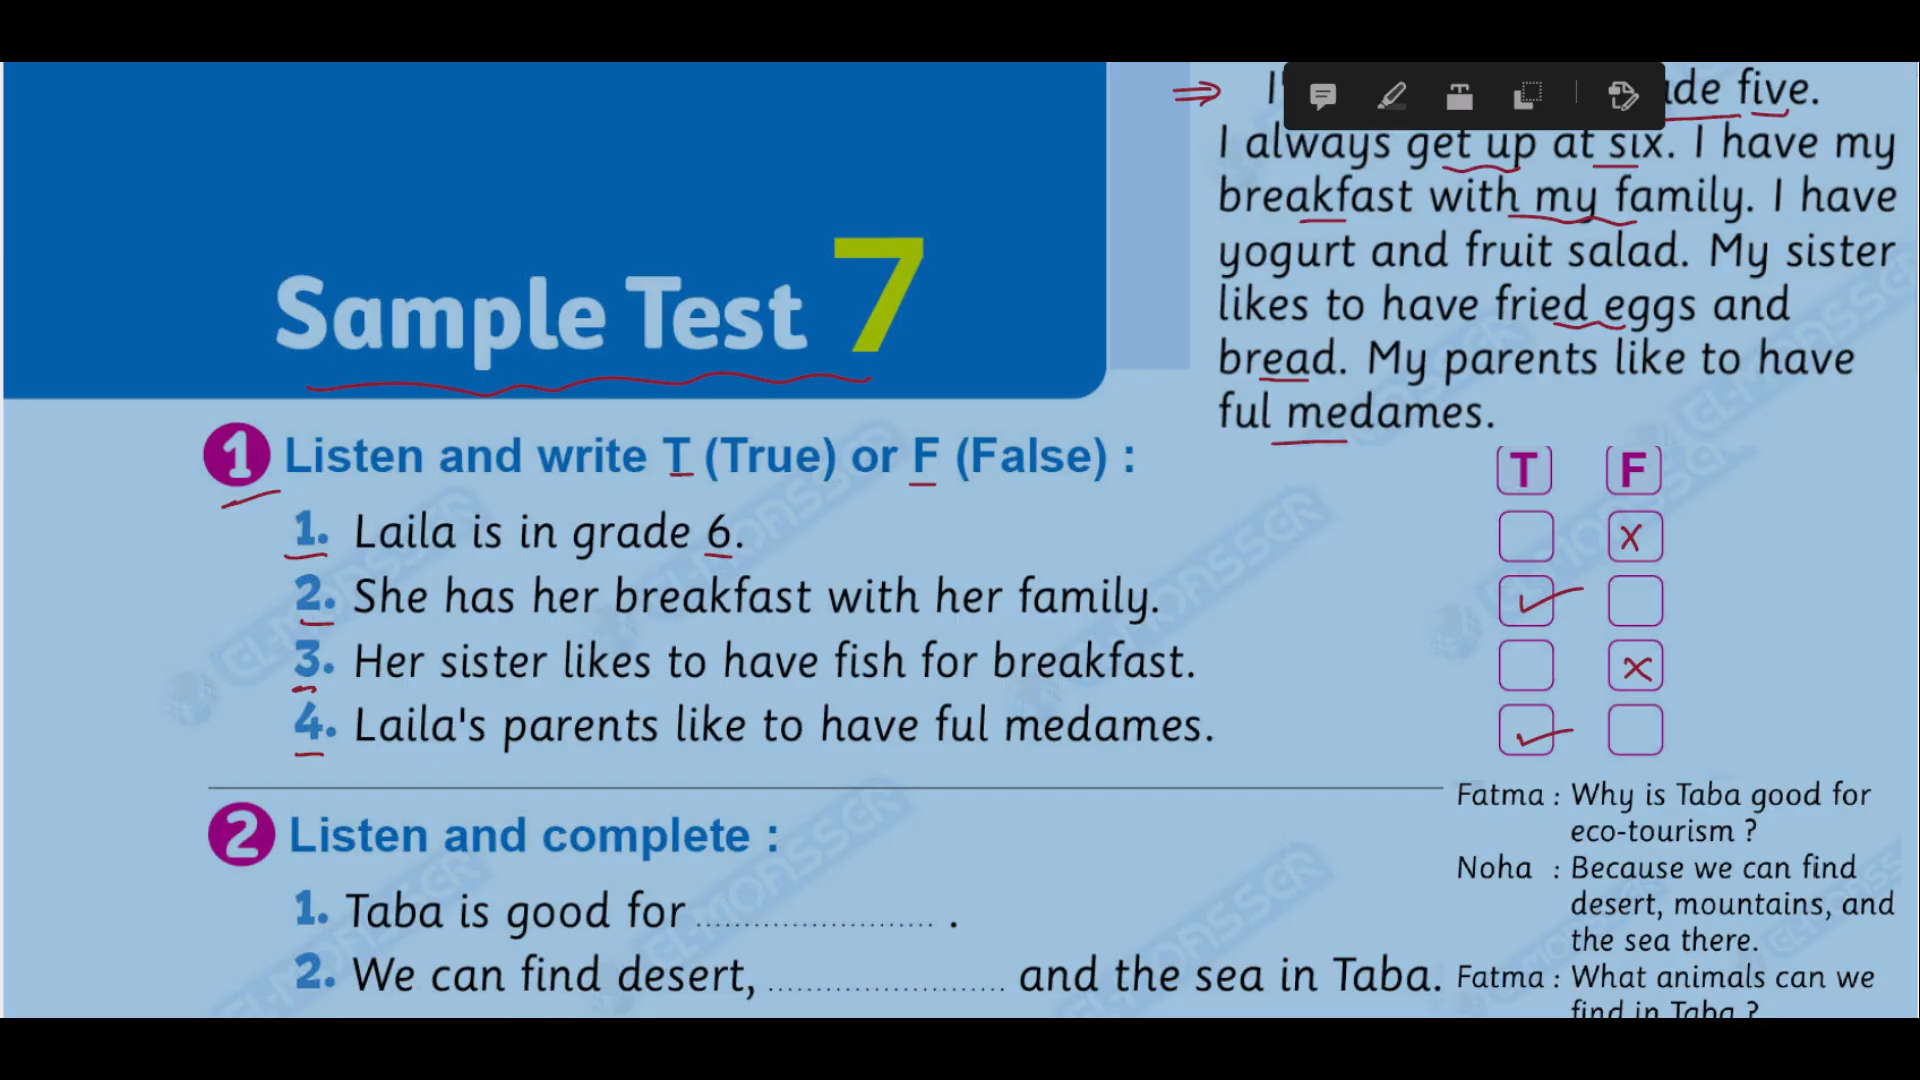 Sample Test 7
I'
ade five.
I always get up at six. I have my
breakfast with my family. I have
yogurt and fruit salad. My sister
likes to have fried eggs and
bread. My parents like to have
ful medames.
1 Listen and write T (True) or F (False) :
T F
1. Laila is in grade 6. X
2. She has her breakfast with her family. ✓
3. Her sister likes to have fish for breakfast. X
4. Laila's parents like to have ful medames. ✓
2 Listen and complete :
1. Taba is good for ........................ .
2. We can find desert, ........................ and the sea in Taba.
Fatma : Why is Taba good for
eco-tourism ?
Noha : Because we can find
desert, mountains, and
the sea there.
Fatma : What animals can we
find in Taba ?